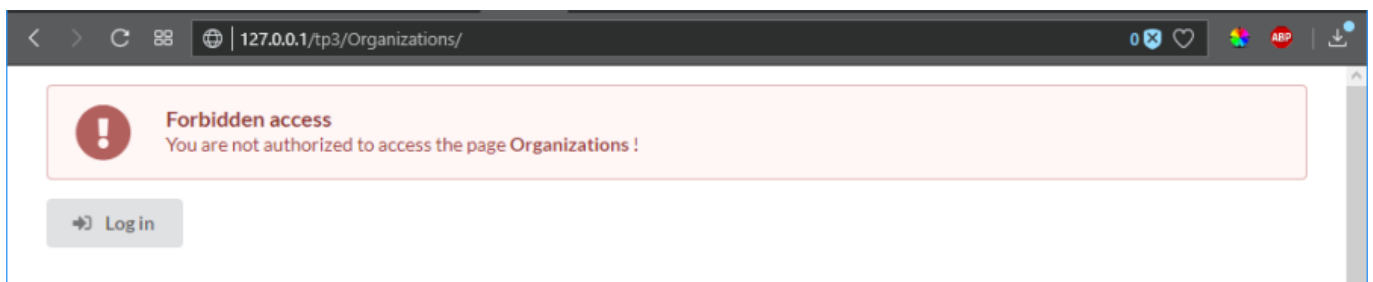 127.0.0.1/tp3/Organizations/
0
ABP
Forbidden access
You are not authorized to access the page Organizations !
Log in